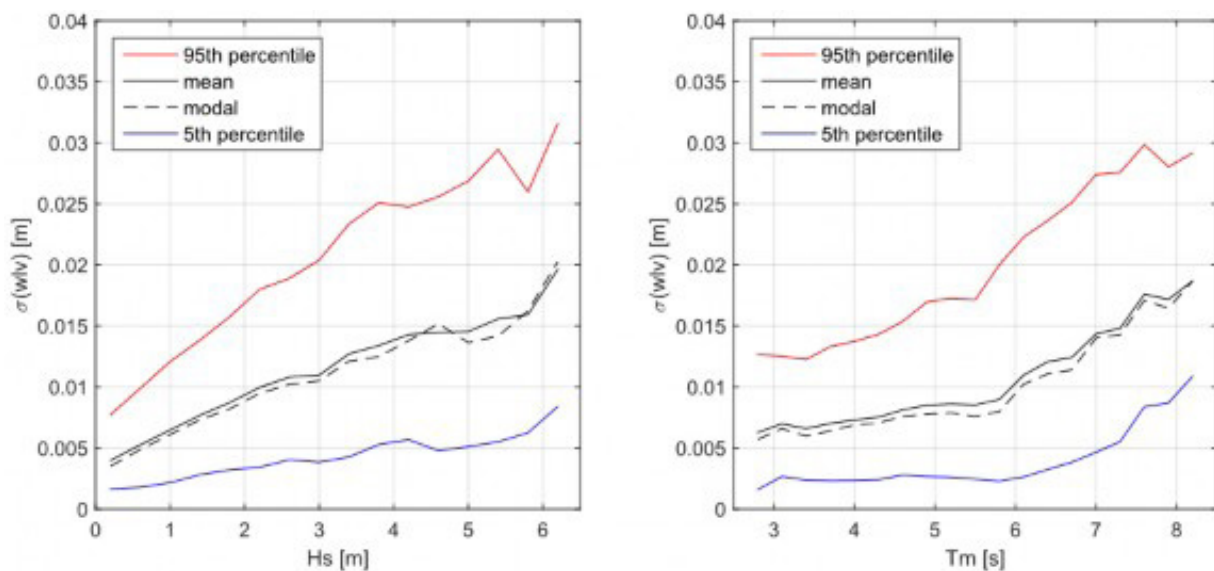 0.04
0.035
0.03
0.025
0.02
0.015
0.01
0.005
0
σ(wlv) [m]
95th percentile
mean
modal
5th percentile
0 1 2 3 4 5 6
Hs [m]
0.04
0.035
0.03
0.025
0.02
0.015
0.01
0.005
0
σ(wlv) [m]
95th percentile
mean
modal
5th percentile
3 4 5 6 7 8
Tm [s]